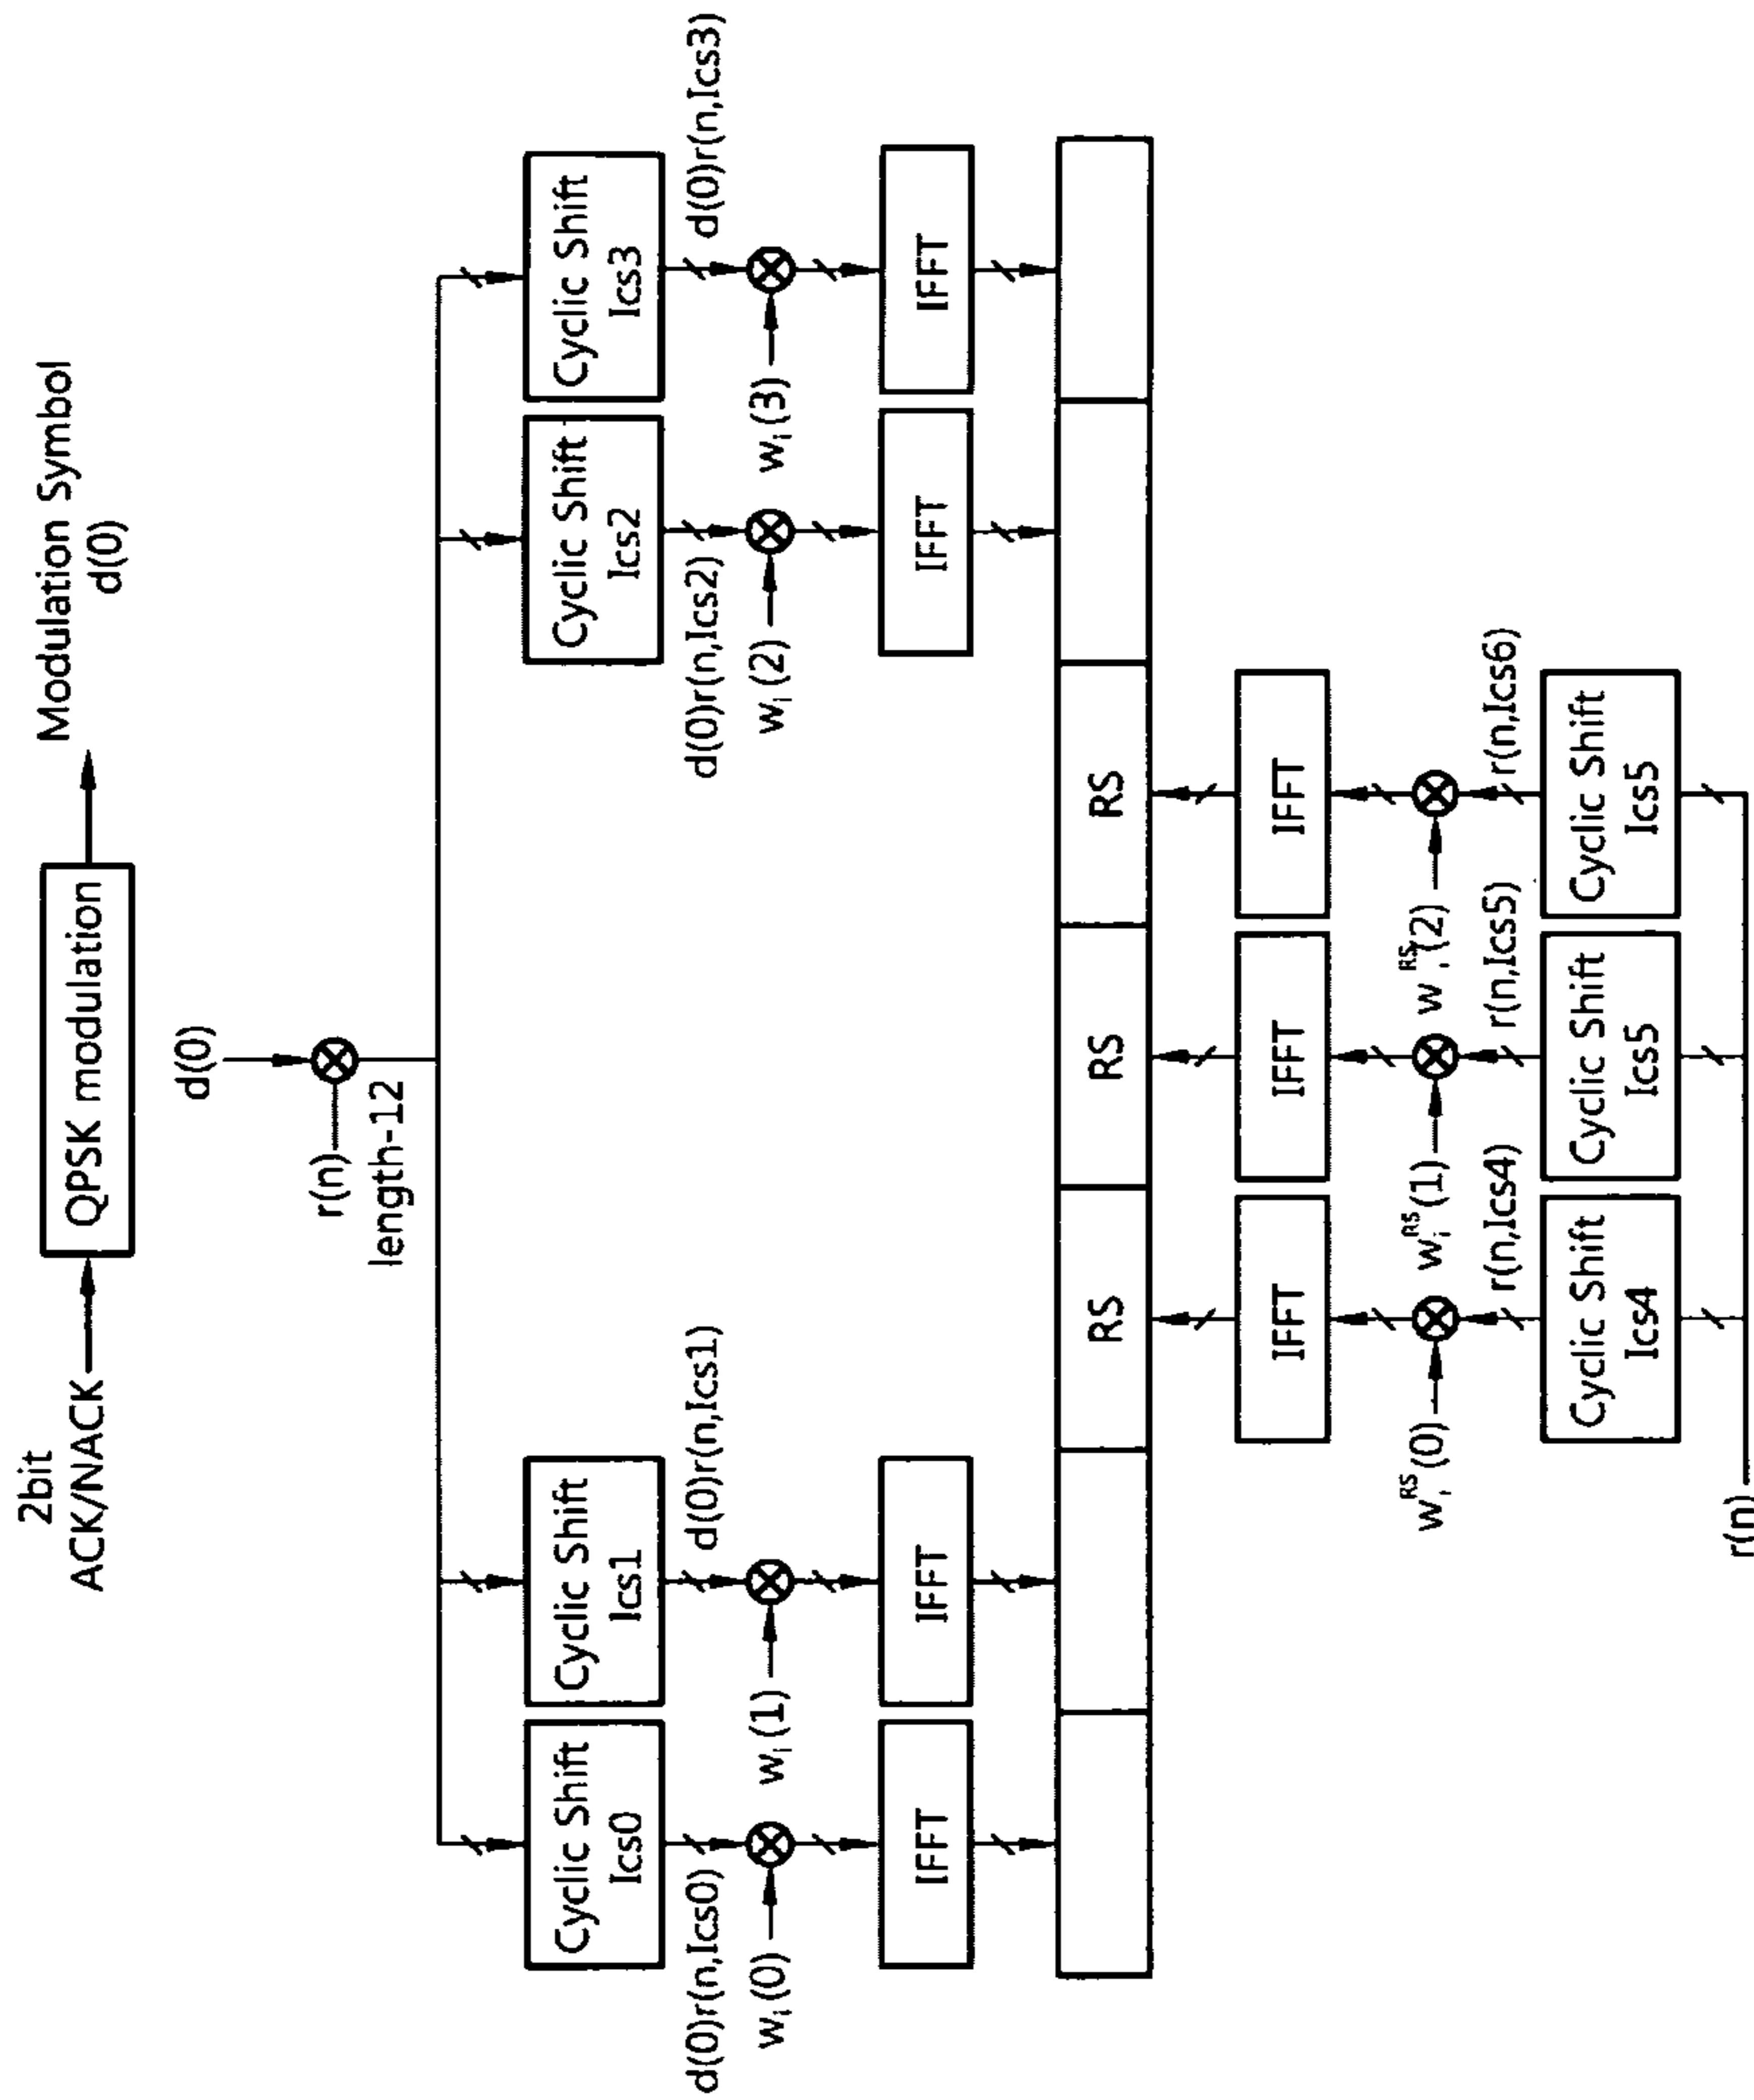 2bit
ACK/NACK
QPSK modulation
Modulation Symbol
d(0)
d(0)
r(n)
length-12
Cyclic Shift
Ics0
Cyclic Shift
Ics1
Cyclic Shift
Ics2
Cyclic Shift
Ics3
d(0)r(n,Ics0)
d(0)r(n,Ics1)
d(0)r(n,Ics2)
d(0)r(n,Ics3)
wᵢ(0)
wᵢ(1)
wᵢ(2)
wᵢ(3)
IFFT
IFFT
IFFT
IFFT
RS
RS
RS
IFFT
IFFT
IFFT
wᵢᴿˢ(0)
wᵢᴿˢ(1)
wᵢᴿˢ(2)
r(n,Ics4)
r(n,Ics5)
r(n,Ics6)
Cyclic Shift
Ics4
Cyclic Shift
Ics5
Cyclic Shift
Ics5
r(n)